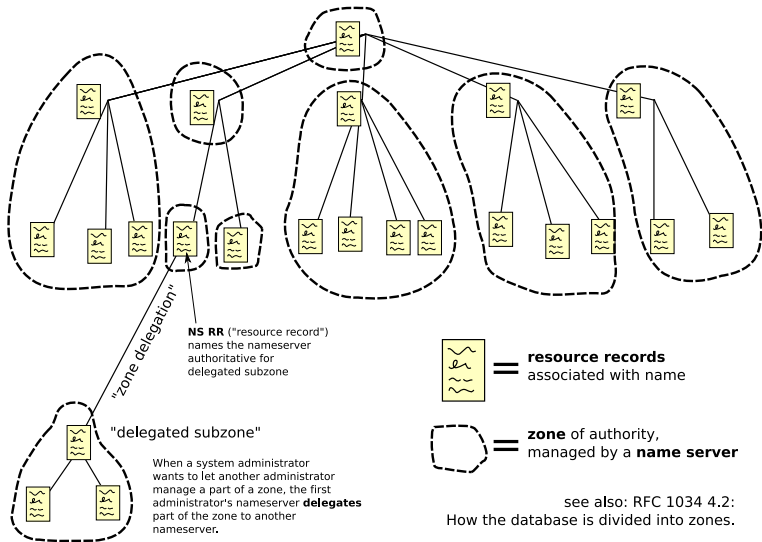 "zone delegation"
NS RR ("resource record")
names the nameserver
authoritative for
delegated subzone
"delegated subzone"
When a system administrator
wants to let another administrator
manage a part of a zone, the first
administrator's nameserver delegates
part of the zone to another
nameserver.
= resource records
associated with name
= zone of authority,
managed by a name server
see also: RFC 1034 4.2:
How the database is divided into zones.